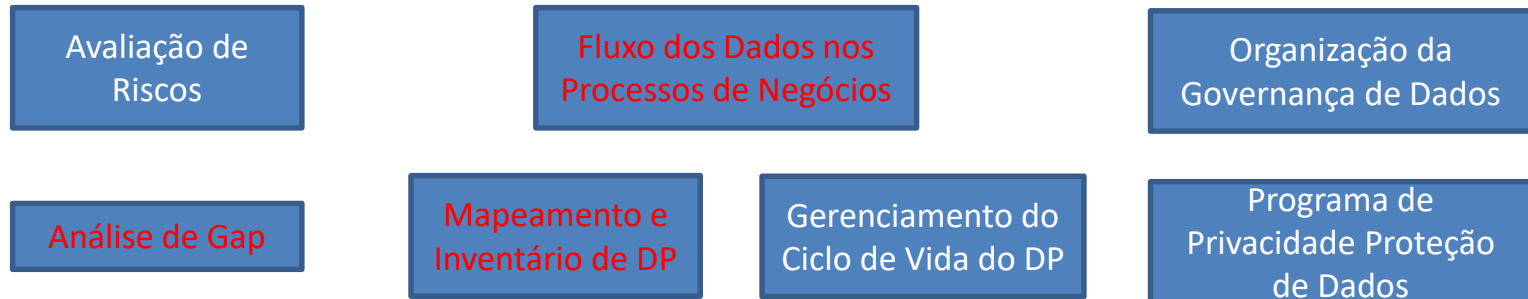 Avaliação de
Riscos
Fluxo dos Dados nos
Processos de Negócios
Organização da
Governança de Dados
Análise de Gap
Mapeamento e
Inventário de DP
Gerenciamento do
Ciclo de Vida do DP
Programa de
Privacidade Proteção
de Dados